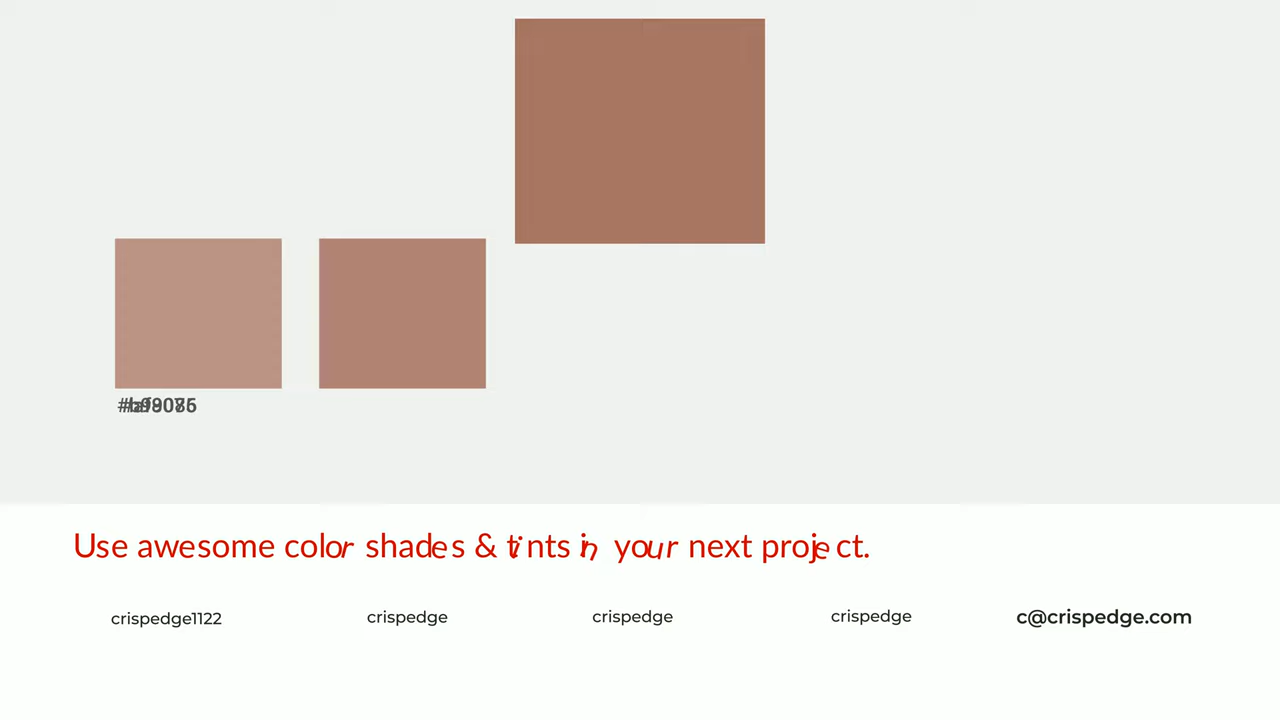 Use awesome color shades & tints in your next project.
crispedge1122 crispedge crispedge crispedge c@crispedge.com